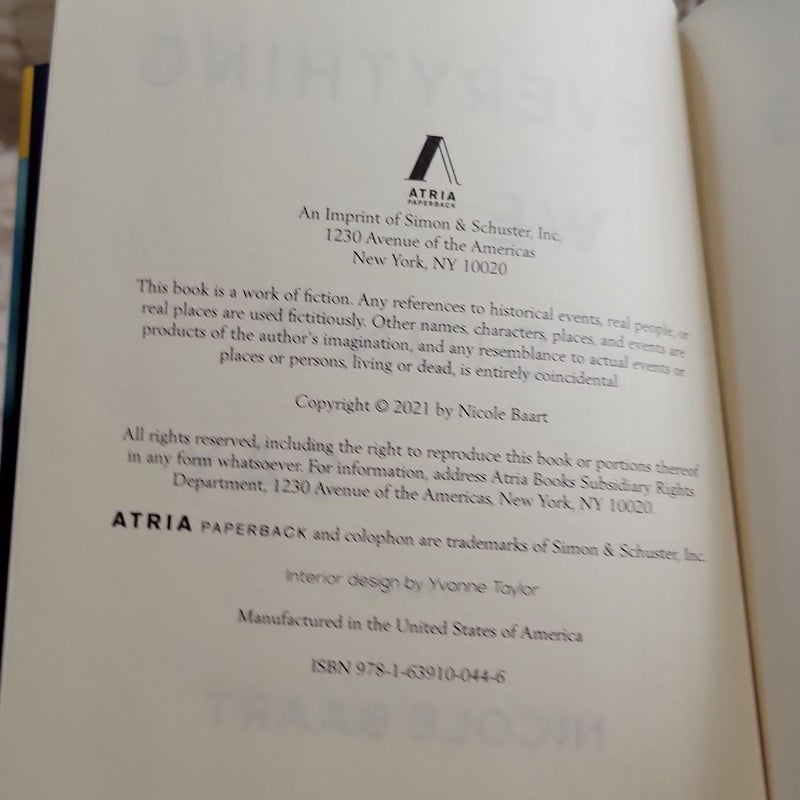 EVERYTHING
WE
ATRIA
PAPERBACK
An Imprint of Simon & Schuster, Inc.
1230 Avenue of the Americas
New York, NY 10020
This book is a work of fiction. Any references to historical events, real people, or
real places are used fictitiously. Other names, characters, places, and events are
products of the author's imagination, and any resemblance to actual events or
places or persons, living or dead, is entirely coincidental.
Copyright © 2021 by Nicole Baart
All rights reserved, including the right to reproduce this book or portions thereof
in any form whatsoever. For information, address Atria Books Subsidiary Rights
Department, 1230 Avenue of the Americas, New York, NY 10020.
ATRIA PAPERBACK and colophon are trademarks of Simon & Schuster, Inc.
Interior design by Yvonne Taylor
Manufactured in the United States of America
ISBN 978-1-63910-044-6
NICOLE BAART